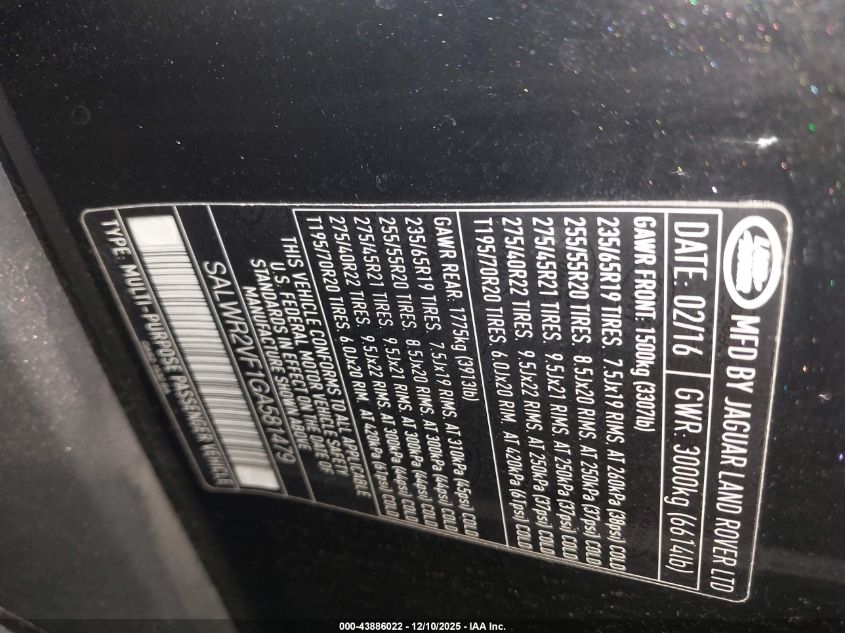 LAND ROVER
MFD BY JAGUAR LAND ROVER LTD
DATE: 02/16 GWR: 3000kg (6614lb)
GAWR FRONT: 1500kg (3307lb)
235/65R19 TIRES, 7.5Jx19 RIMS, AT 260kPa (38psi) COLD
255/55R20 TIRES, 8.5Jx20 RIMS AT 250kPa (37psi) COLD
275/45R21 TIRES, 9.5Jx21 RIMS AT 250kPa (37psi) COLD
275/40R22 TIRES, 9.5Jx22 RIMS AT 250kPa (37psi) COLD
T195/70R20 TIRES 6.0Jx20 RIM, AT 420kPa (61psi) COLD
GAWR REAR: 1775kg (3913lb)
235/65R19 TIRES, 7.5Jx19 RIMS, AT 310kPa (45psi) COLD
255/55R20 TIRES, 8.5Jx20 RIMS, AT 300kPa (44psi) COLD
275/45R21 TIRES, 9.5Jx21 RIMS, AT 300kPa (44psi) COLD
275/40R22 TIRES, 9.5Jx22 RIMS, AT 300kPa (44psi) COLD
T195/70R20 TIRES 6.0Jx20 RIM AT 420kPa (61psi) COLD
THIS VEHICLE CONFORMS TO ALL APPLICABLE
U.S. FEDERAL MOTOR VEHICLE SAFETY
STANDARDS IN EFFECT ON THE DATE OF
MANUFACTURE SHOWN ABOVE
SALWR2VF1GA561479
TYPE: MULTI-PURPOSE PASSENGER VEHICLE
000-43886022 - 12/10/2025 - IAA Inc.